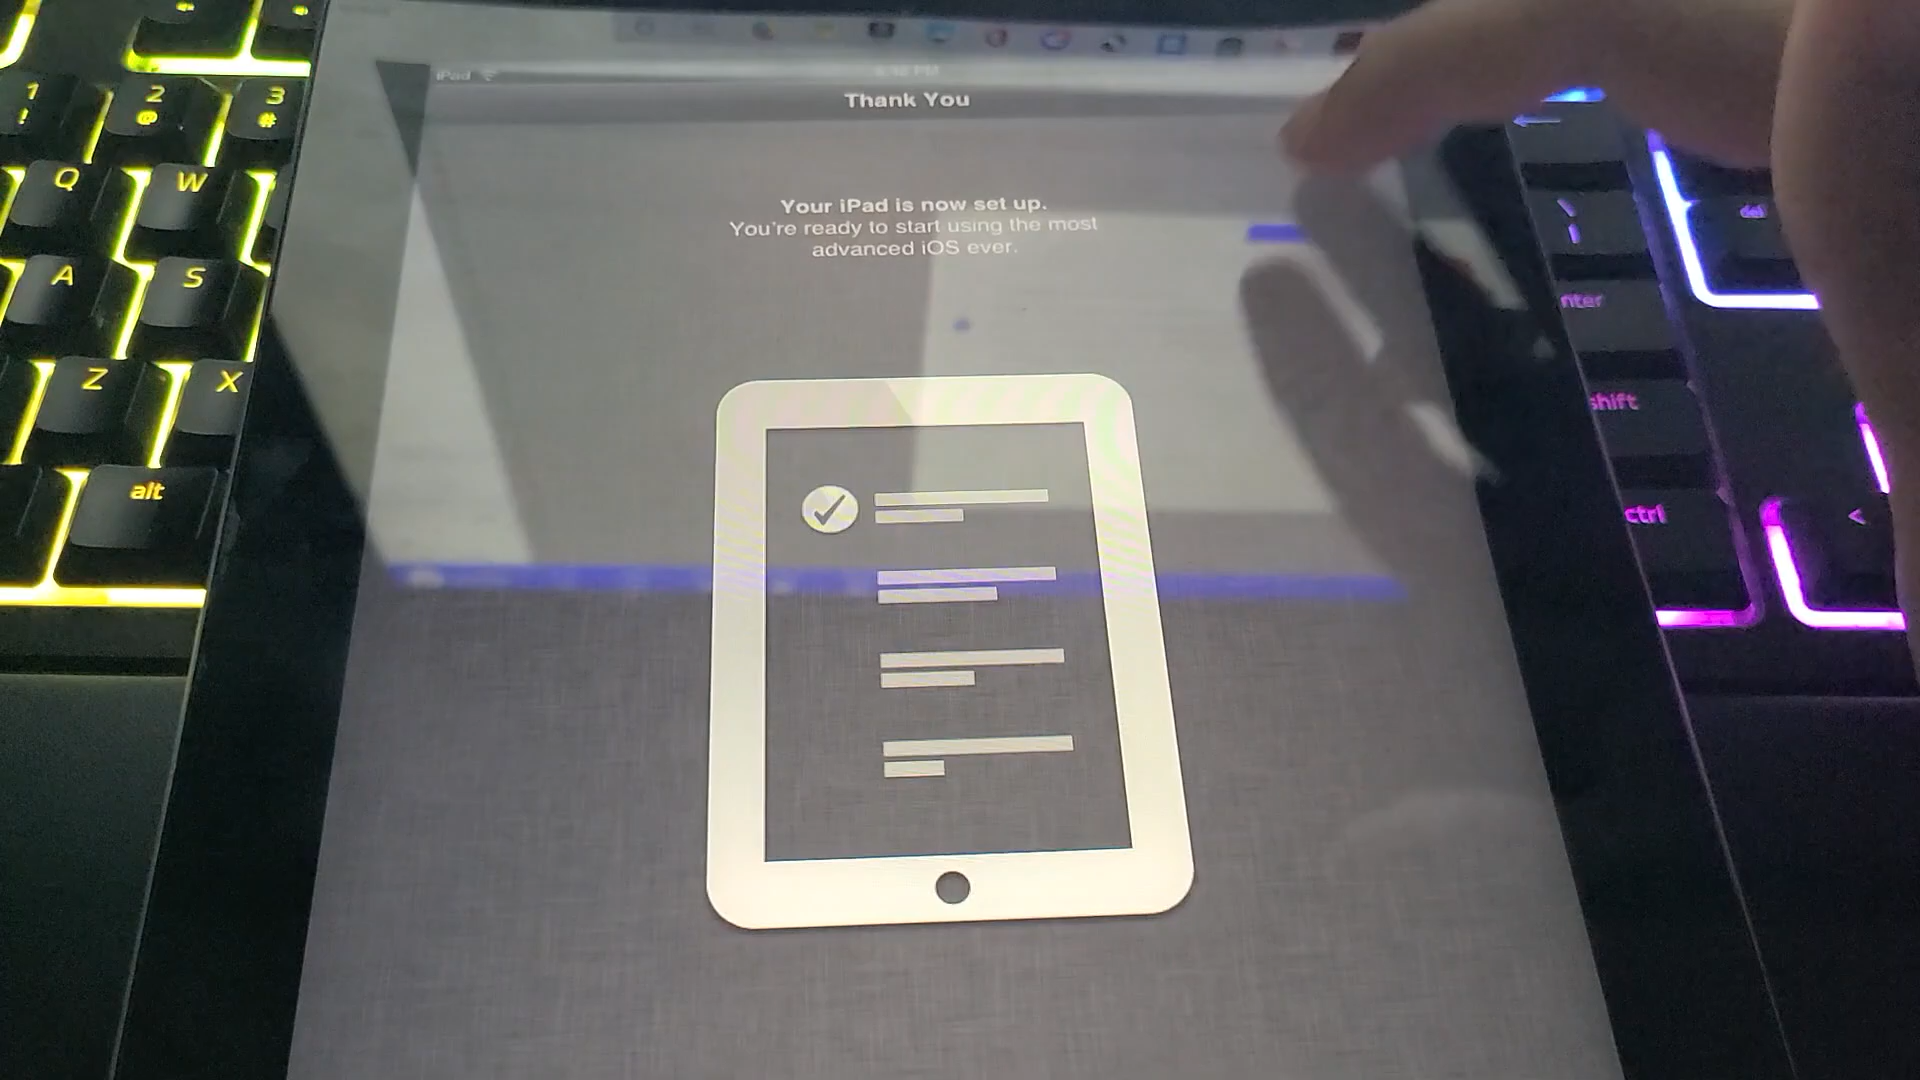 iPad
Thank You
Your iPad is now set up.
You're ready to start using the most
advanced iOS ever.
1
!
2
@
3
#
Q
W
A
S
Z
X
alt
del
nter
shift
ctrl
<